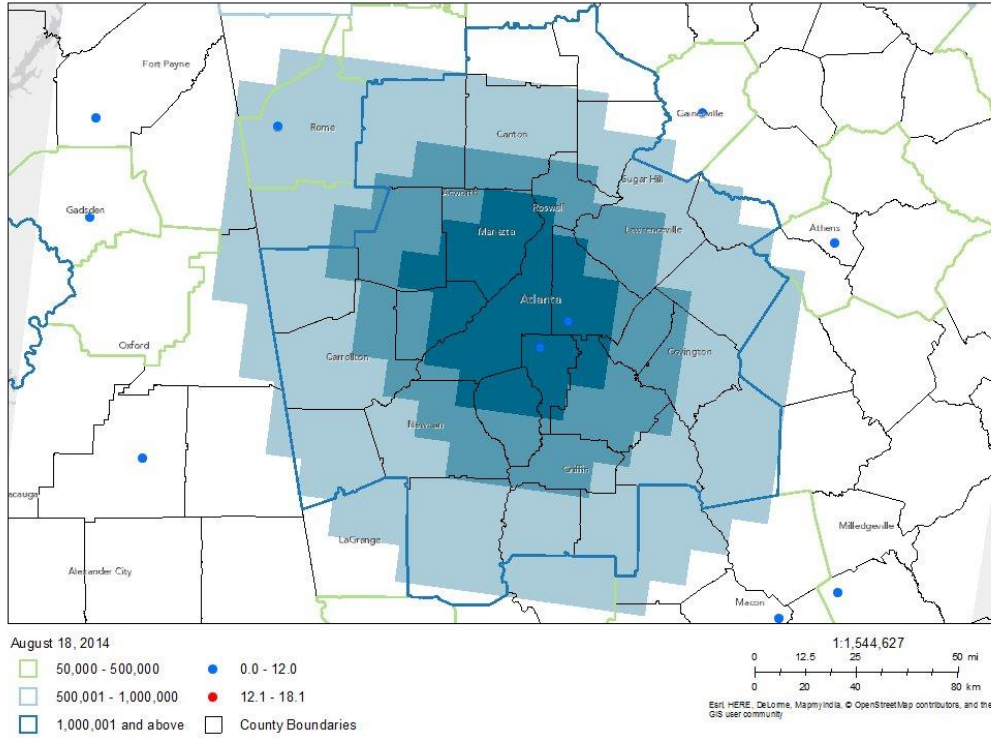 Fort Payne
Rome
Canton
Gainesville
Sugar Hill
Gadsden
Acworth
Roswell
Marietta
Lawrenceville
Athens
Atlanta
Oxford
Carrollton
Covington
Newnan
Griffin
acauga
LaGrange
Milledgeville
Alexander City
Macon
August 18, 2014
50,000 - 500,000
500,001 - 1,000,000
1,000,001 and above
0.0 - 12.0
12.1 - 18.1
County Boundaries
1:1,544,627
0 12.5 25 50 mi
0 20 40 80 km
Esri, HERE, DeLorme, MapmyIndia, © OpenStreetMap contributors, and the
GIS user community